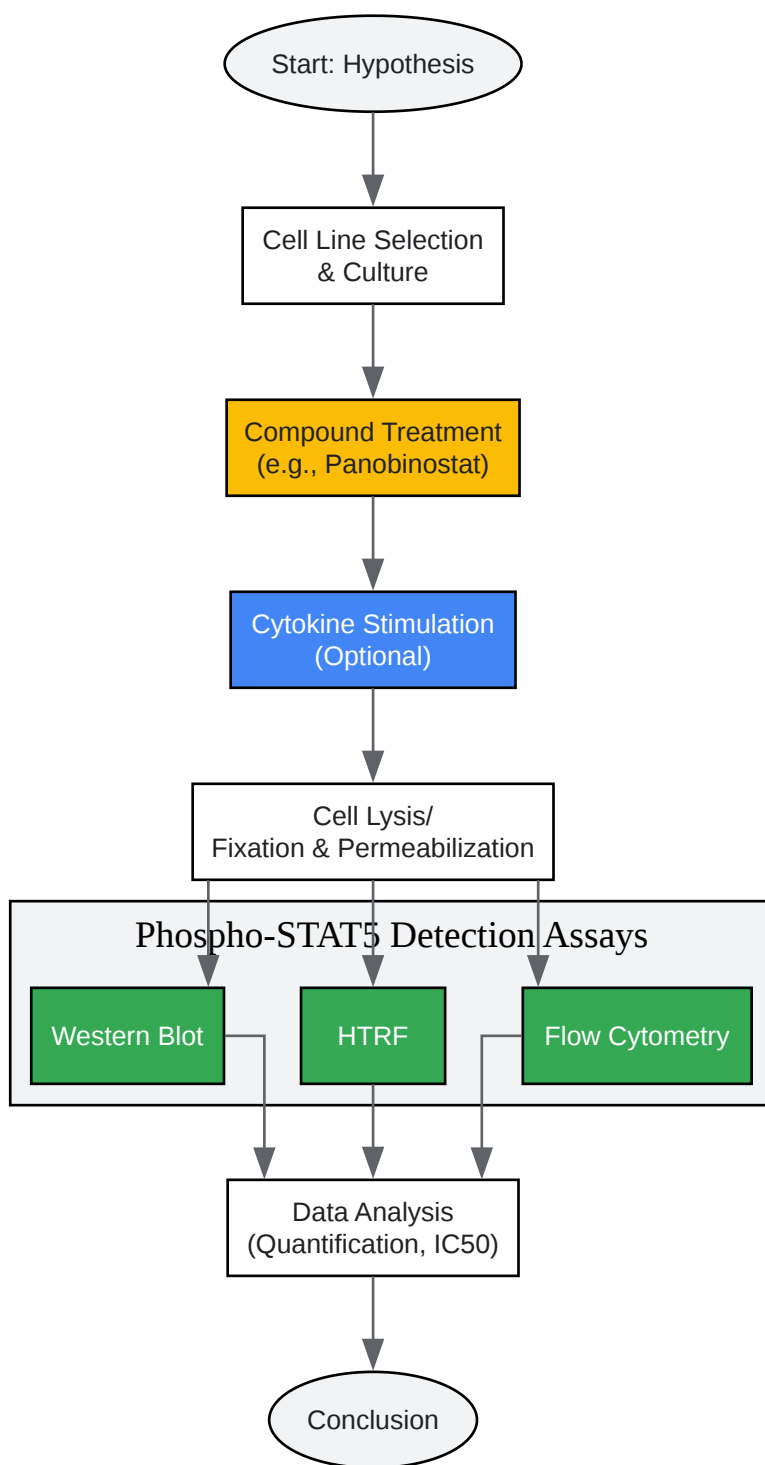 Start: Hypothesis
Cell Line Selection
& Culture
Compound Treatment
(e.g., Panobinostat)
Cytokine Stimulation
(Optional)
Cell Lysis/
Fixation & Permeabilization
Phospho-STAT5 Detection Assays
Western Blot
HTRF
Flow Cytometry
Data Analysis
(Quantification, IC50)
Conclusion